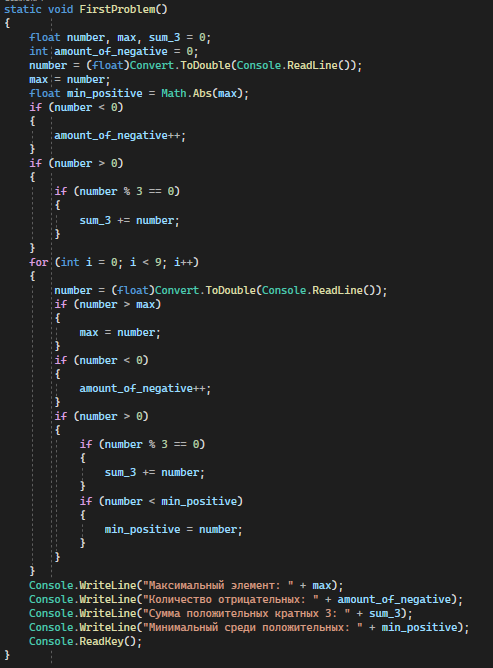 static void FirstProblem()
{
    float number, max, sum_3 = 0;
    int amount_of_negative = 0;
    number = (float)Convert.ToDouble(Console.ReadLine());
    max = number;
    float min_positive = Math.Abs(max);
    if (number < 0)
    {
        amount_of_negative++;
    }
    if (number > 0)
    {
        if (number % 3 == 0)
        {
            sum_3 += number;
        }
    }
    for (int i = 0; i < 9; i++)
    {
        number = (float)Convert.ToDouble(Console.ReadLine());
        if (number > max)
        {
            max = number;
        }
        if (number < 0)
        {
            amount_of_negative++;
        }
        if (number > 0)
        {
            if (number % 3 == 0)
            {
                sum_3 += number;
            }
            if (number < min_positive)
            {
                min_positive = number;
            }
        }
    }
    Console.WriteLine("Максимальный элемент: " + max);
    Console.WriteLine("Количество отрицательных: " + amount_of_negative);
    Console.WriteLine("Сумма положительных кратных 3: " + sum_3);
    Console.WriteLine("Минимальный среди положительных: " + min_positive);
    Console.ReadKey();
}